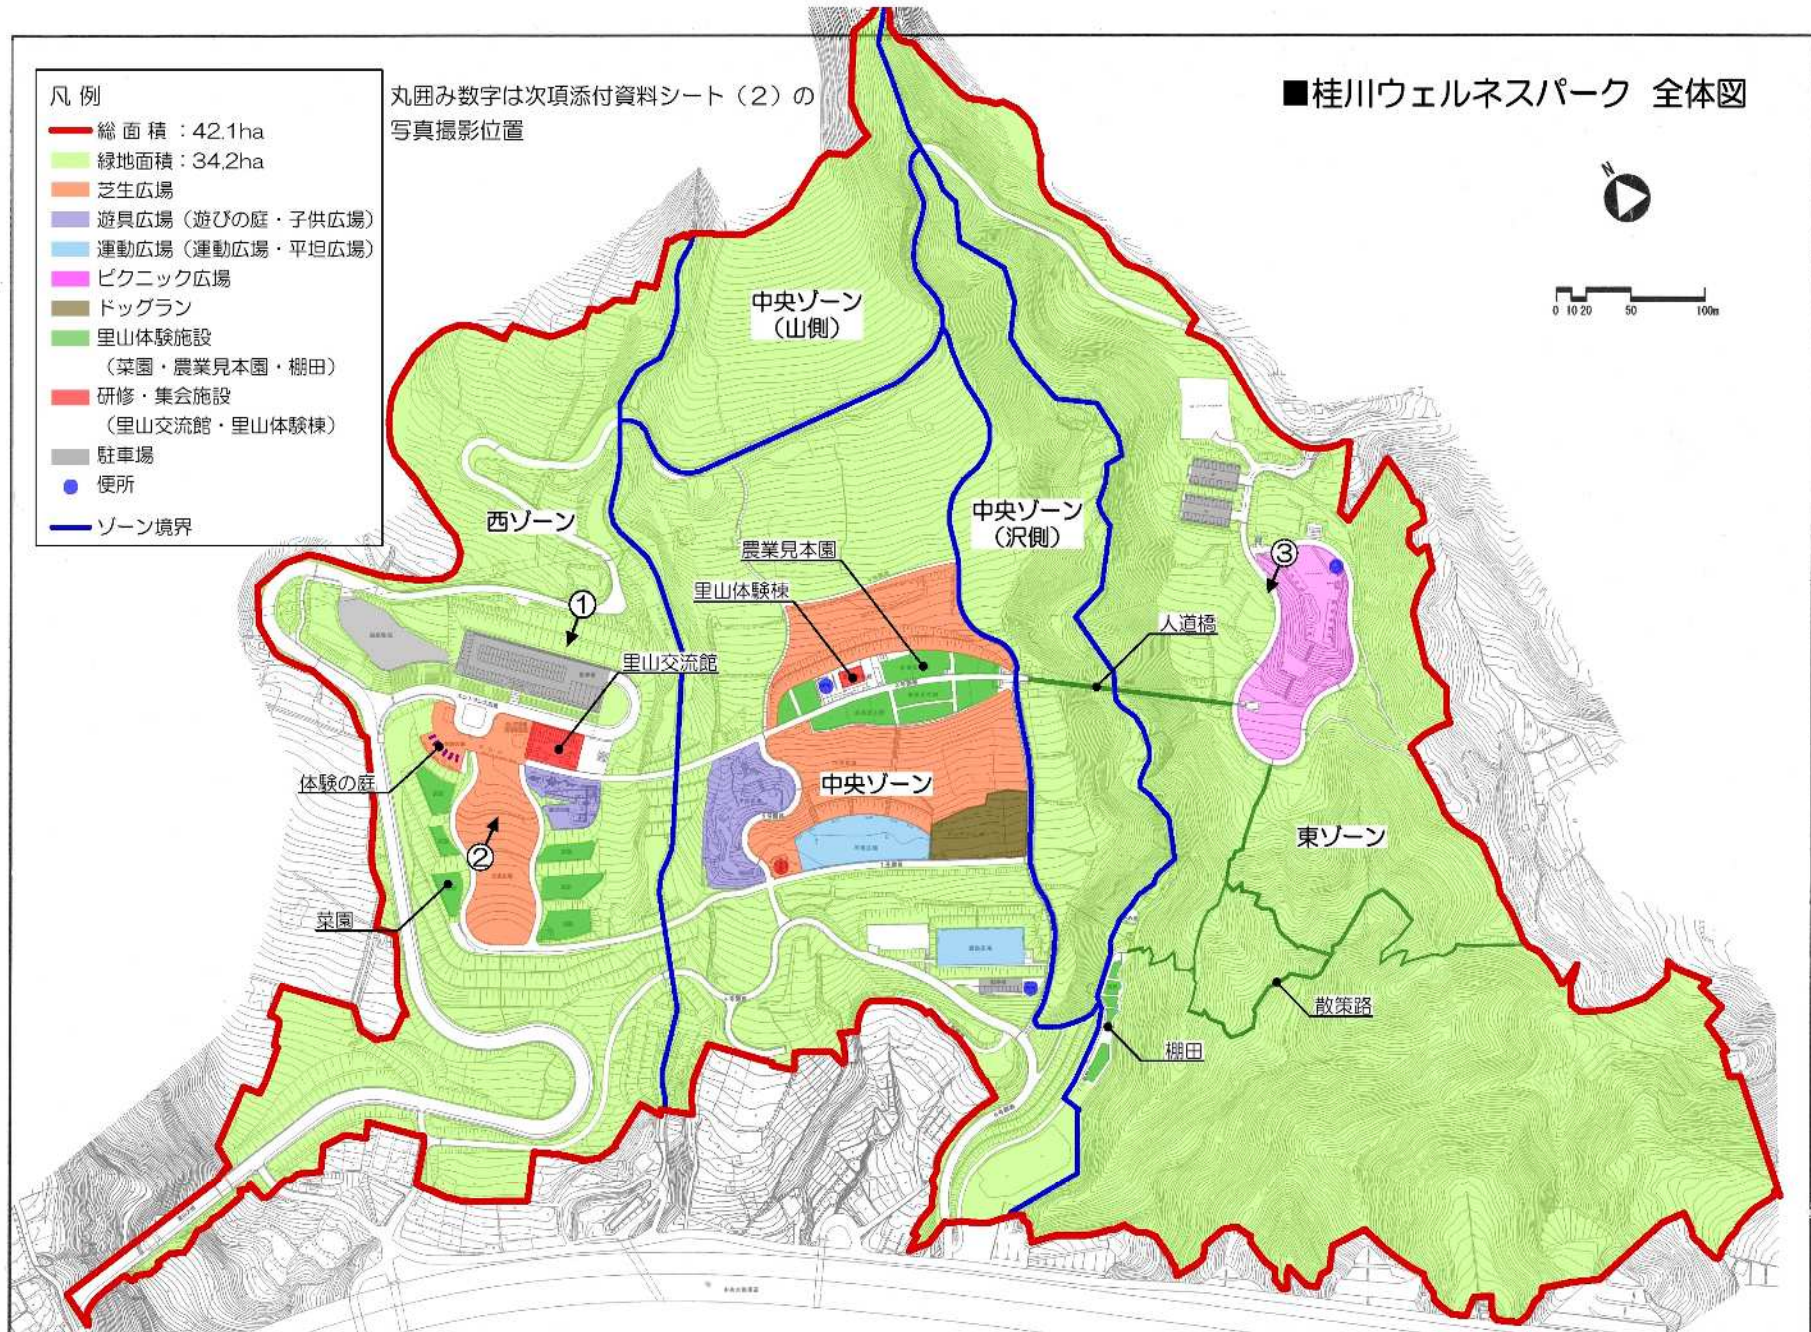 凡例
総面積：42.1ha
緑地面積：34.2ha
芝生広場
遊具広場（遊びの庭・子供広場）
運動広場（運動広場・平坦広場）
ピクニック広場
ドッグラン
里山体験施設
（菜園・農業見本園・棚田）
研修・集会施設
（里山交流館・里山体験棟）
駐車場
便所
ゾーン境界
丸囲み数字は次項添付資料シート（2）の
写真撮影位置
■桂川ウェルネスパーク 全体図
N
0 10 20 50 100m
中央ゾーン
（山側）
西ゾーン
中央ゾーン
（沢側）
農業見本園
里山体験棟
①
③
人道橋
里山交流館
体験の庭
中央ゾーン
②
東ゾーン
菜園
散策路
棚田